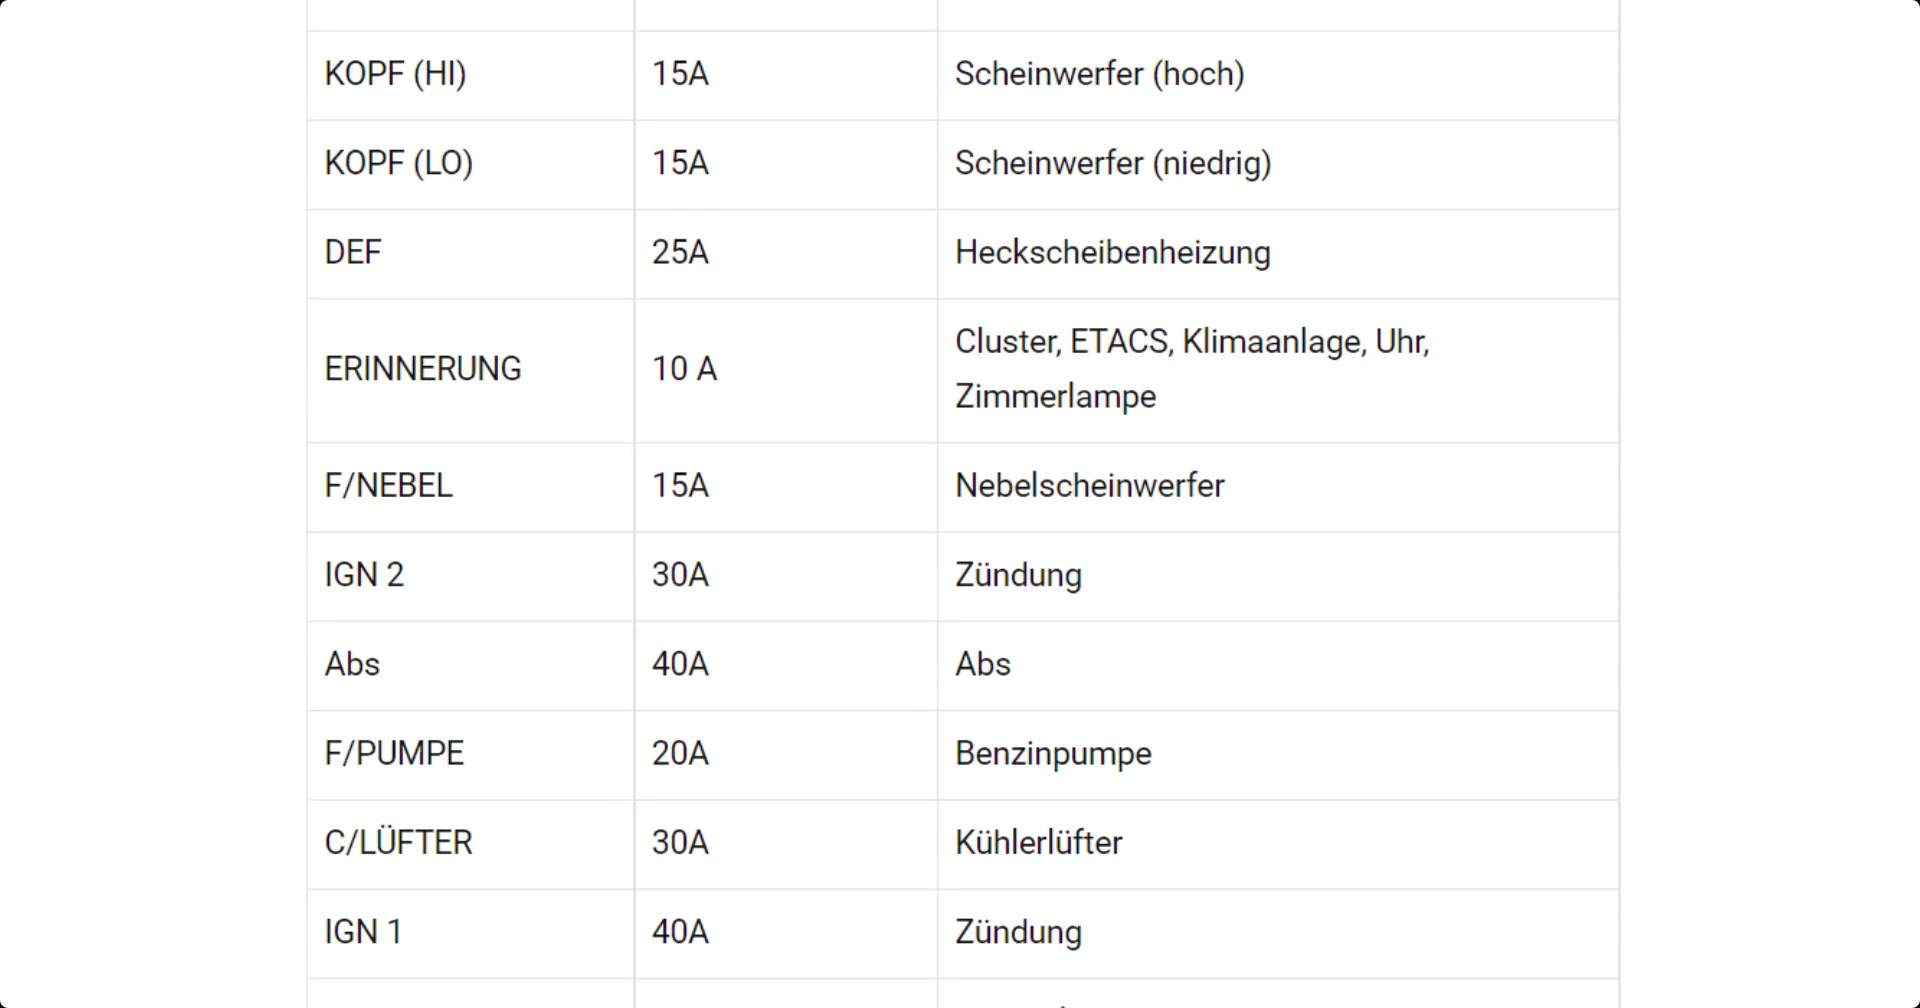 KOPF (HI) 15A Scheinwerfer (hoch)
KOPF (LO) 15A Scheinwerfer (niedrig)
DEF 25A Heckscheibenheizung
ERINNERUNG 10 A Cluster, ETACS, Klimaanlage, Uhr,
Zimmerlampe
F/NEBEL 15A Nebelscheinwerfer
IGN 2 30A Zündung
Abs 40A Abs
F/PUMPE 20A Benzinpumpe
C/LÜFTER 30A Kühlerlüfter
IGN 1 40A Zündung